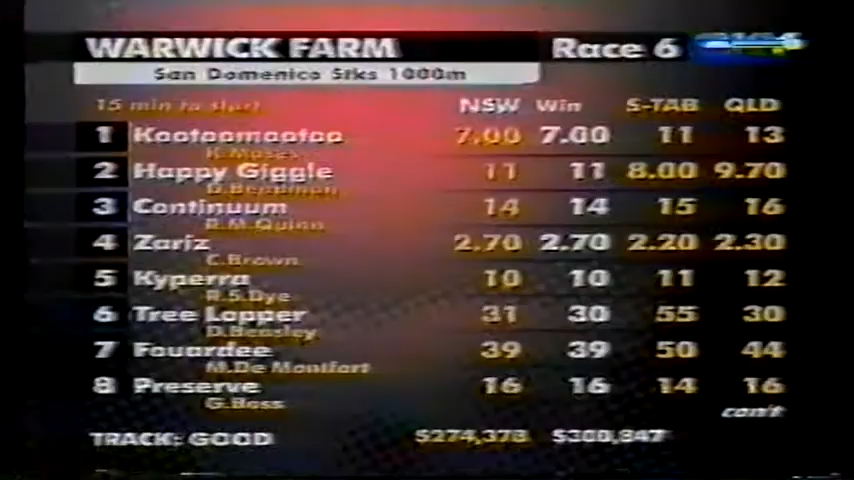 WARWICK FARM Race 6
San Domenico Stks 1000m
15 min to start NSW Win S-TAB QLD
1 Kootoomootoo 7.00 7.00 11 13
K.Moses
2 Happy Giggle 11 11 8.00 9.70
D.Beadman
3 Continuum 14 14 15 16
R.M.Quinn
4 Zariz 2.70 2.70 2.20 2.30
C.Brown
5 Kyperra 10 10 11 12
R.S.Dye
6 Tree Lopper 31 30 55 30
D.Beasley
7 Fouardee 39 39 50 44
M.De Montfort
8 Preserve 16 16 14 16
G.Boss
con't
TRACK: GOOD $274,373 $300,847